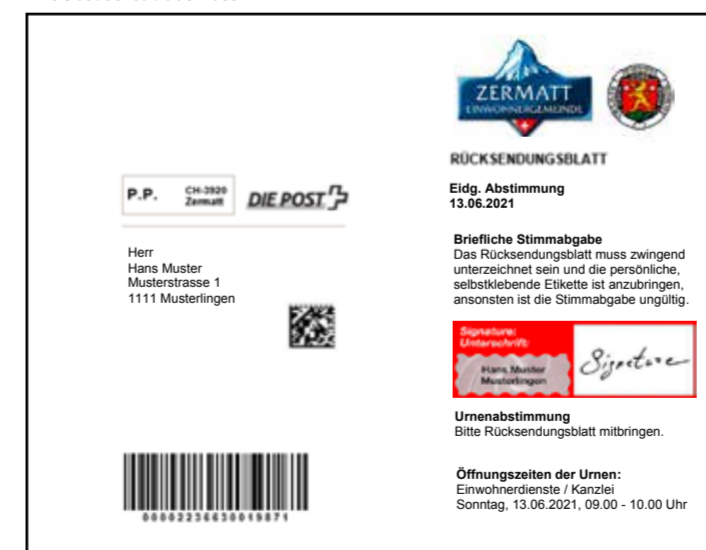 ZERMATT
EINWOHNERGEMEINDE
RÜCKSENDUNGSBLATT
P.P.
CH-3920
Zermatt
DIE POST
Eidg. Abstimmung
13.06.2021
Herr
Hans Muster
Musterstrasse 1
1111 Musterlingen
Briefliche Stimmabgabe
Das Rücksendungsblatt muss zwingend
unterzeichnet sein und die persönliche,
selbstklebende Etikette ist anzubringen,
ansonsten ist die Stimmabgabe ungültig.
Signature:
Unterschrift:
Hans Muster
Musterlingen
Signature
Urnenabstimmung
Bitte Rücksendungsblatt mitbringen.
Öffnungszeiten der Urnen:
Einwohnerdienste / Kanzlei
Sonntag, 13.06.2021, 09.00 - 10.00 Uhr
00002236630019871